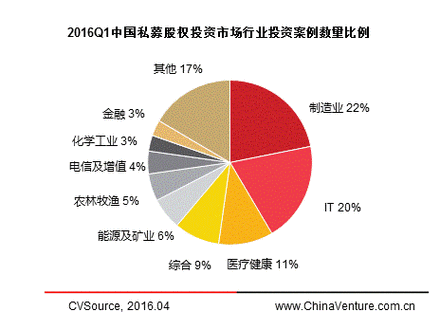 2016Q1中国私募股权投资市场行业投资案例数量比例
其他 17%
金融 3%
化学工业 3%
电信及增值 4%
农林牧渔 5%
能源及矿业 6%
综合 9%
医疗健康 11%
IT 20%
制造业 22%
CVSource, 2016.04
www.ChinaVenture.com.cn